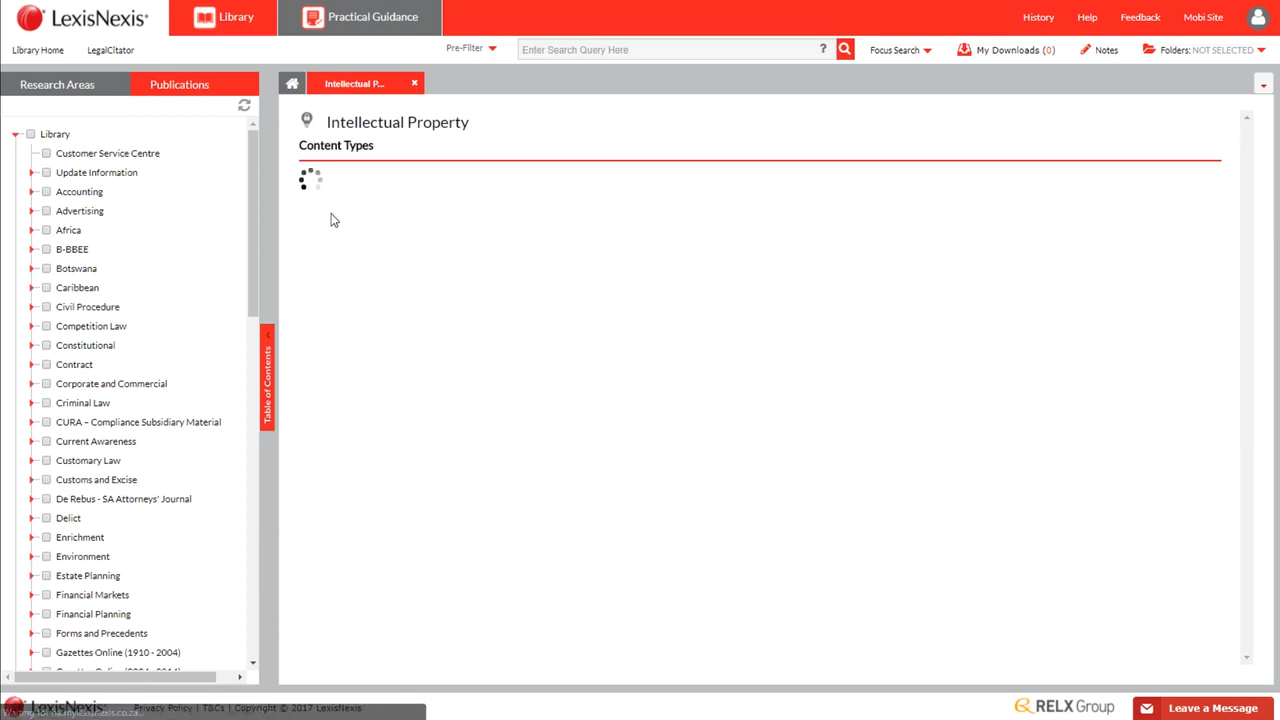 LexisNexis®
Library
Practical Guidance
History
Help
Feedback
Mobi Site
Library Home
LegalCitator
Pre-Filter
Enter Search Query Here
?
Focus Search
My Downloads (0)
Notes
Folders: NOT SELECTED
Research Areas
Publications
Intellectual P...
Intellectual Property
Content Types
Library
Customer Service Centre
Update Information
Accounting
Advertising
Africa
B-BBEE
Botswana
Caribbean
Civil Procedure
Competition Law
Constitutional
Contract
Corporate and Commercial
Criminal Law
CURA – Compliance Subsidiary Material
Current Awareness
Customary Law
Customs and Excise
De Rebus - SA Attorneys' Journal
Delict
Enrichment
Environment
Estate Planning
Financial Markets
Financial Planning
Forms and Precedents
Gazettes Online (1910 - 2004)
Table of Contents
LexisNexis
Privacy Policy | T&Cs | Copyright © 2017 LexisNexis
RELX Group
Leave a Message